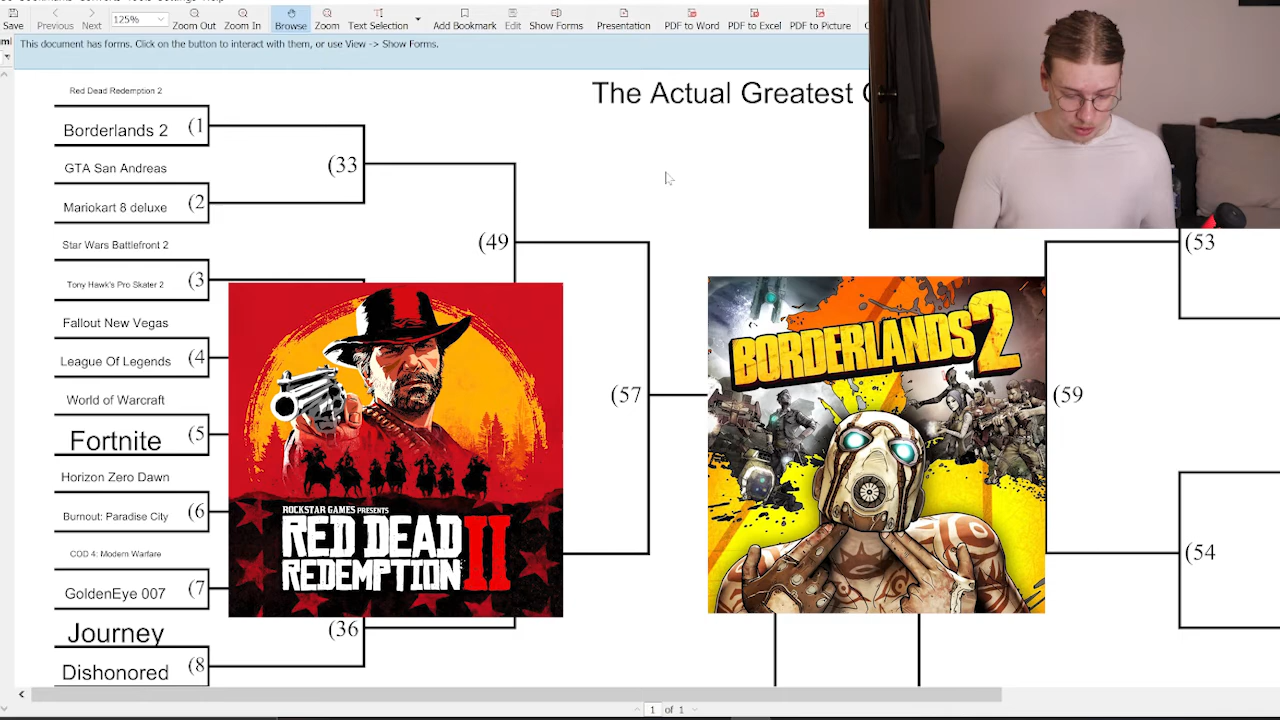 Save
Previous
Next
125%
Zoom Out
Zoom In
Browse
Zoom
Text Selection
Add Bookmark
Edit
Show Forms
Presentation
PDF to Word
PDF to Excel
PDF to Picture
This document has forms. Click on the button to interact with them, or use View -> Show Forms.
The Actual Greatest
Red Dead Redemption 2
Borderlands 2
(1
GTA San Andreas
(33
Mariokart 8 deluxe
(2
Star Wars Battlefront 2
(49
(53
Tony Hawk's Pro Skater 2
(3
Fallout New Vegas
League Of Legends
(4
World of Warcraft
(57
(59
Fortnite
(5
Horizon Zero Dawn
Burnout: Paradise City
(6
COD 4: Modern Warfare
(54
GoldenEye 007
(7
Journey
(36
Dishonored
(8
ROCKSTAR GAMES PRESENTS
RED DEAD
REDEMPTION II
BORDERLANDS 2
1 of 1